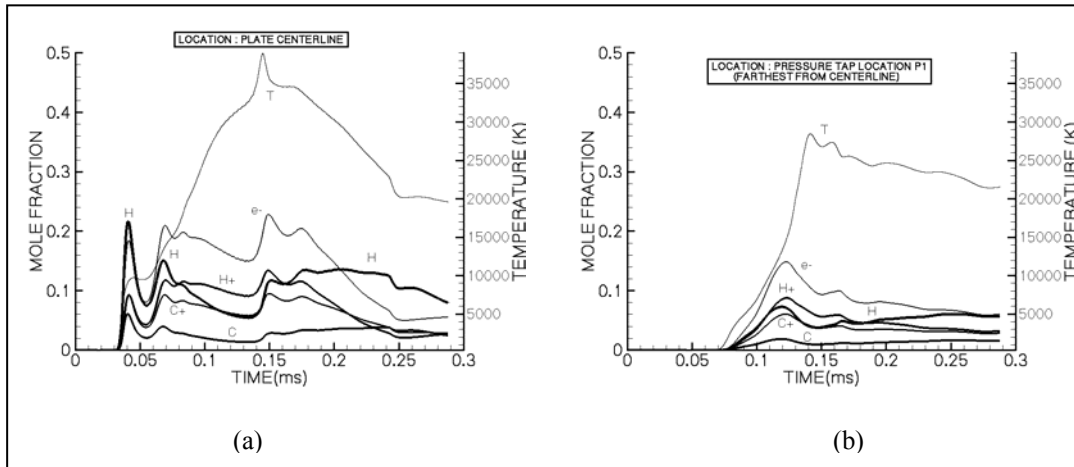 LOCATION : PLATE CENTERLINE
0.5
0.4
0.3
0.2
0.1
0
MOLE FRACTION
H
H
T
e-
H+
H
C+
C
35000
30000
25000
20000
15000
10000
5000
TEMPERATURE (K)
0 0.05 0.1 0.15 0.2 0.25 0.3
TIME(ms)
(a)
LOCATION : PRESSURE TAP LOCATION P1
(FARTHEST FROM CENTERLINE)
0.5
0.4
0.3
0.2
0.1
0
MOLE FRACTION
T
e-
H+
H
C+
C
35000
30000
25000
20000
15000
10000
5000
TEMPERATURE (K)
0 0.05 0.1 0.15 0.2 0.25 0.3
TIME(ms)
(b)